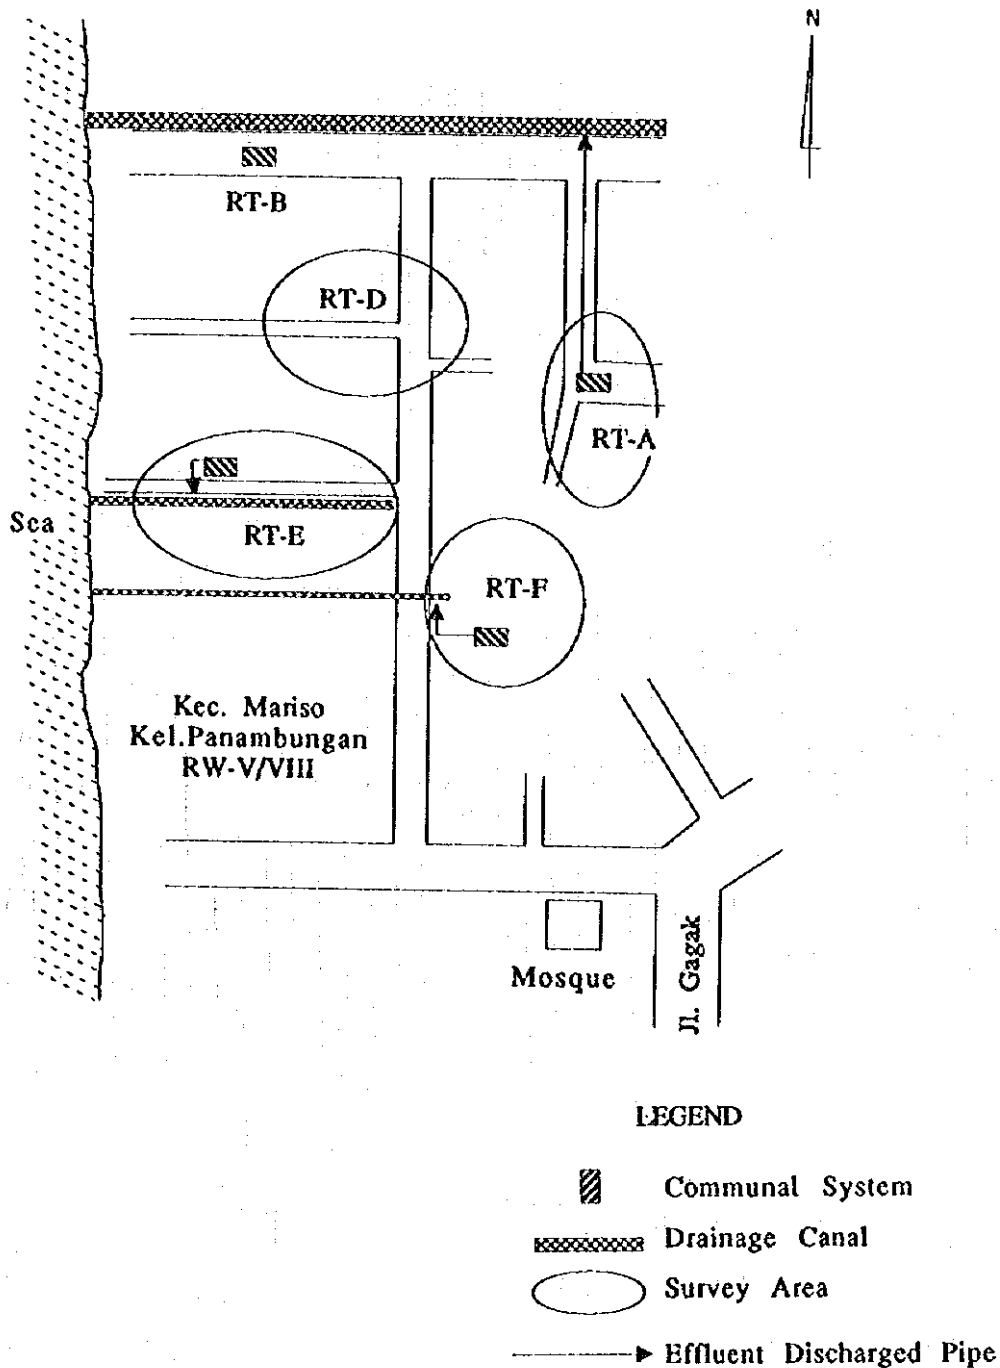 N
RT-B
RT-D
RT-A
Sea
RT-E
RT-F
Kec. Mariso
Kel.Panambungan
RW-V/VIII
Mosque
Jl. Gagak
LEGEND
Communal System
Drainage Canal
Survey Area
Effluent Discharged Pipe